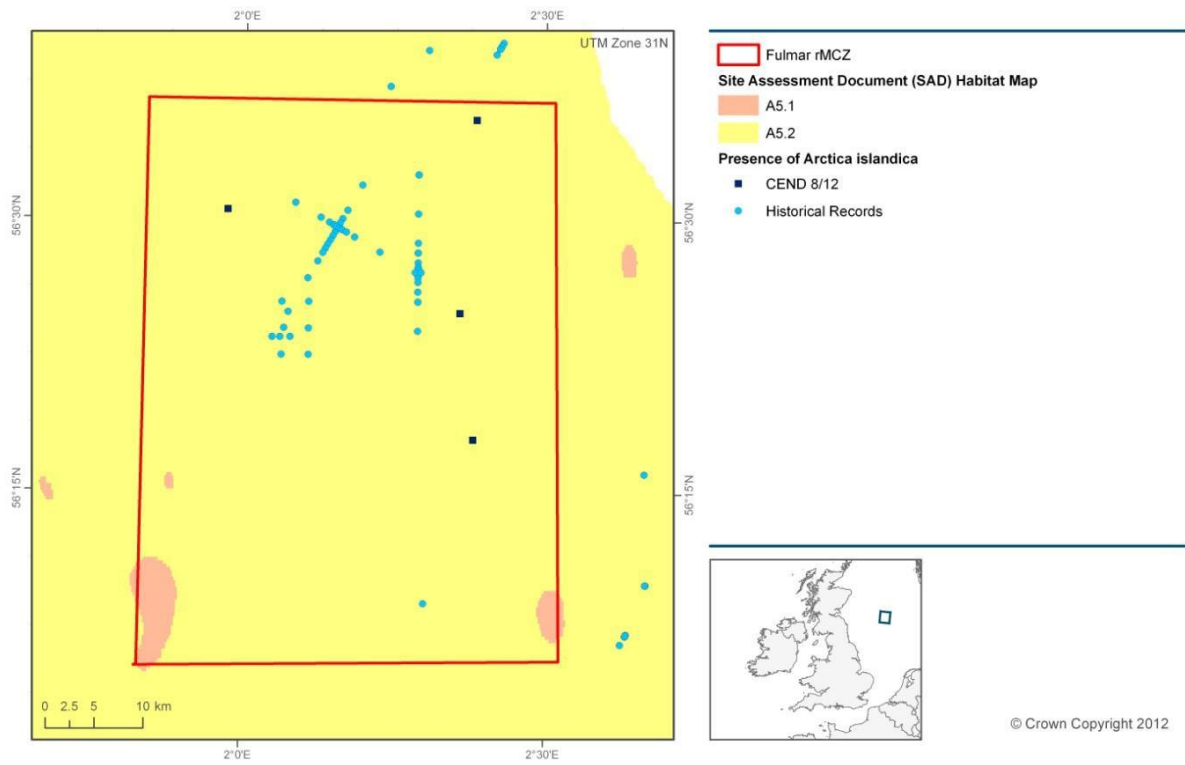 2°0'E
2°30'E
UTM Zone 31N
56°30'N
56°30'N
56°15'N
56°15'N
0 2.5 5 10 km
2°0'E
2°30'E
Fulmar rMCZ
Site Assessment Document (SAD) Habitat Map
A5.1
A5.2
Presence of Arctica islandica
CEND 8/12
Historical Records
© Crown Copyright 2012